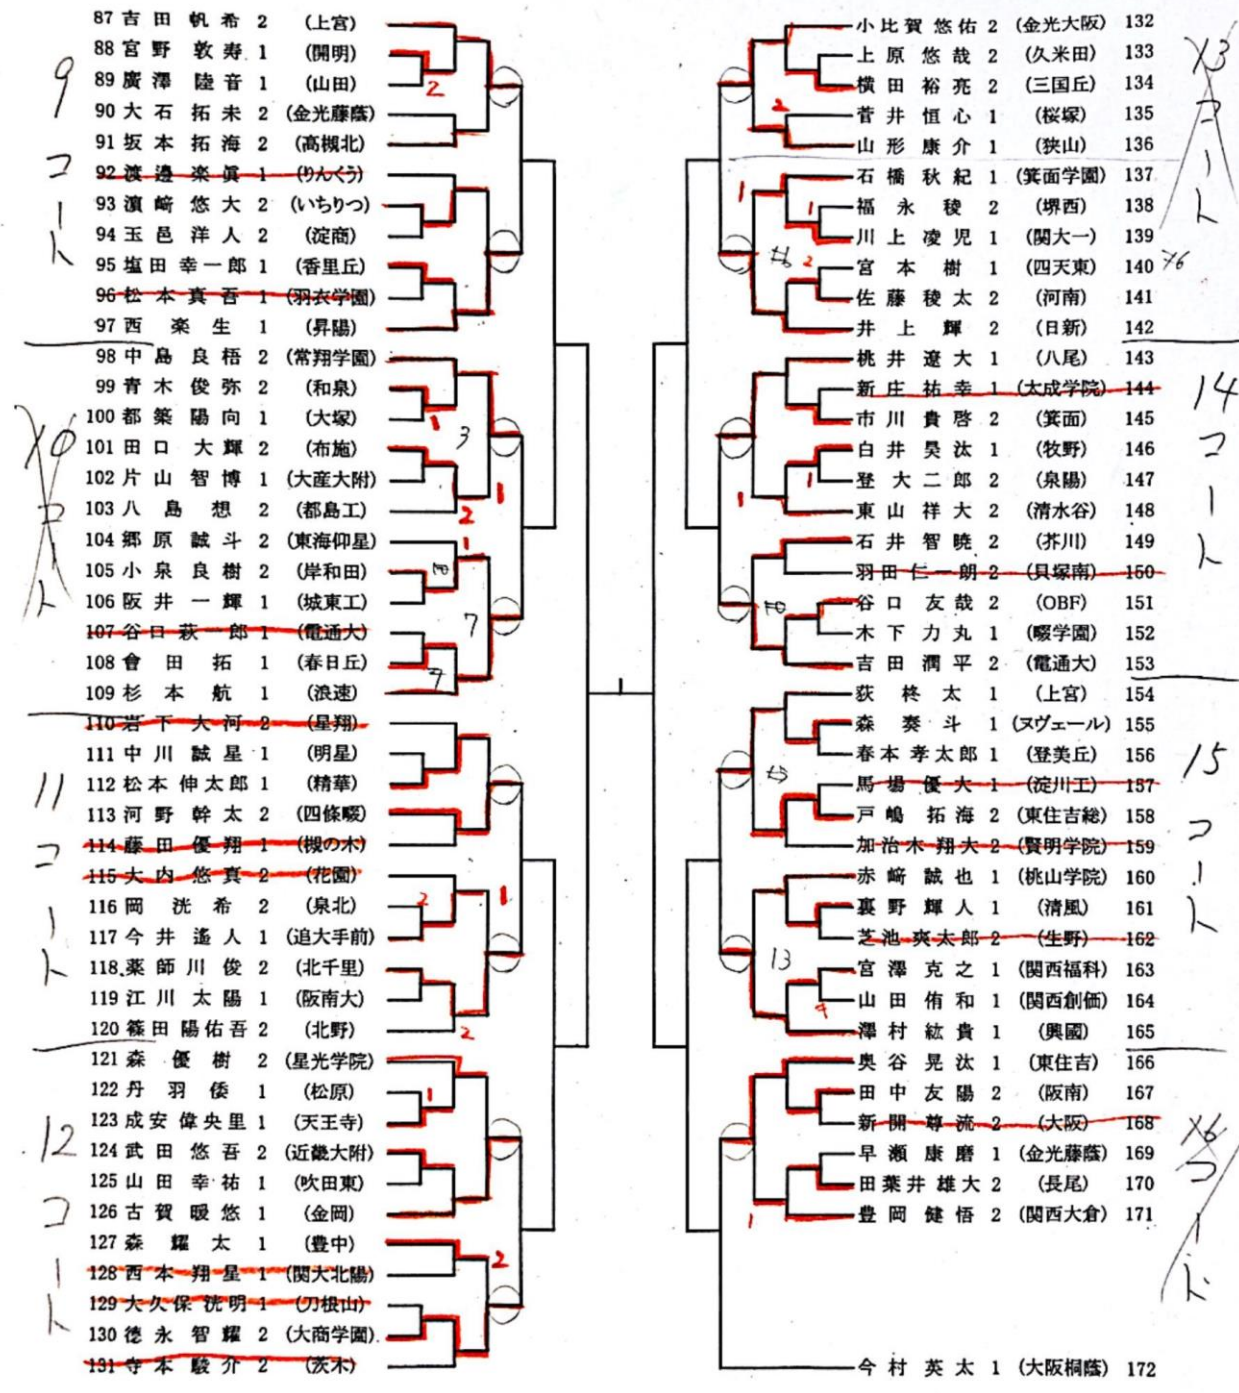 87 吉田帆希 2 (上宮)
88 宮野敦寿 1 (開明)
89 廣澤陸音 1 (山田)
90 大石拓未 2 (金光藤蔭)
91 坂本拓海 2 (高槻北)
92 渡邉楽眞 1 (りんくう)
93 濵﨑悠大 2 (いちりつ)
94 玉邑洋人 2 (淀商)
95 塩田幸一郎 1 (香里丘)
96 松本真吾 1 (羽衣学園)
97 西楽生 1 (昇陽)
9コート
98 中島良悟 2 (常翔学園)
99 青木俊弥 2 (和泉)
100 都築陽向 1 (大塚)
101 田口大輝 2 (布施)
102 片山智博 1 (大産大附)
103 八島想 2 (都島工)
104 郷原誠斗 2 (東海仰星)
105 小泉良樹 2 (岸和田)
106 阪井一輝 1 (城東工)
107 谷口萩一郎 1 (電通大)
108 會田拓 1 (春日丘)
109 杉本航 1 (浪速)
10コート
110 岩下大河 2 (星翔)
111 中川誠星 1 (明星)
112 松本伸太郎 1 (精華)
113 河野幹太 2 (四條畷)
114 藤田優翔 1 (槻の木)
115 大内悠真 2 (花園)
116 岡洸希 2 (泉北)
117 今井遙人 1 (追大手前)
118 薬師川俊 2 (北千里)
119 江川太陽 1 (阪南大)
120 篠田陽佑吾 2 (北野)
11コート
121 森優樹 2 (星光学院)
122 丹羽倭 1 (松原)
123 成安偉央里 1 (天王寺)
124 武田悠吾 2 (近畿大附)
125 山田幸祐 1 (吹田東)
126 古賀暖悠 1 (金岡)
127 森耀太 1 (豊中)
128 西本翔星 1 (関大北陽)
129 大久保洸明 1 (刀根山)
130 徳永智耀 2 (大商学園)
131 寺本駿介 2 (茨木)
12コート
小比賀悠佑 2 (金光大阪) 132
上原悠哉 2 (久米田) 133
横田裕亮 2 (三国丘) 134
菅井恒心 1 (桜塚) 135
山形康介 1 (狭山) 136
石橋秋紀 1 (箕面学園) 137
福永稜 2 (堺西) 138
川上凌児 1 (関大一) 139
宮本樹 1 (四天東) 140
佐藤稜太 2 (河南) 141
井上輝 2 (日新) 142
13コート
桃井遼大 1 (八尾) 143
新庄祐幸 1 (太成学院) 144
市川貴啓 2 (箕面) 145
白井昊汰 1 (牧野) 146
登大二郎 2 (泉陽) 147
東山祥大 2 (清水谷) 148
石井智暁 2 (芥川) 149
羽田仁一朗 2 (貝塚南) 150
谷口友哉 2 (OBF) 151
木下力丸 1 (畷学園) 152
吉田潤平 2 (電通大) 153
14コート
荻柊太 1 (上宮) 154
森奏斗 1 (ヌヴェール) 155
春本孝太郎 1 (登美丘) 156
馬場優大 1 (淀川工) 157
戸嶋拓海 2 (東住吉総) 158
加治木翔大 2 (賢明学院) 159
赤﨑誠也 1 (桃山学院) 160
裏野輝人 1 (清風) 161
芝池爽太郎 2 (生野) 162
宮澤克之 1 (関西福科) 163
山田侑和 1 (関西創価) 164
澤村紘貴 1 (興國) 165
15コート
奥谷晃汰 1 (東住吉) 166
田中友陽 2 (阪南) 167
新開尊流 2 (大阪) 168
早瀬康磨 1 (金光藤蔭) 169
田葉井雄大 2 (長尾) 170
豊岡健悟 2 (関西大倉) 171
今村英太 1 (大阪桐蔭) 172
16コート